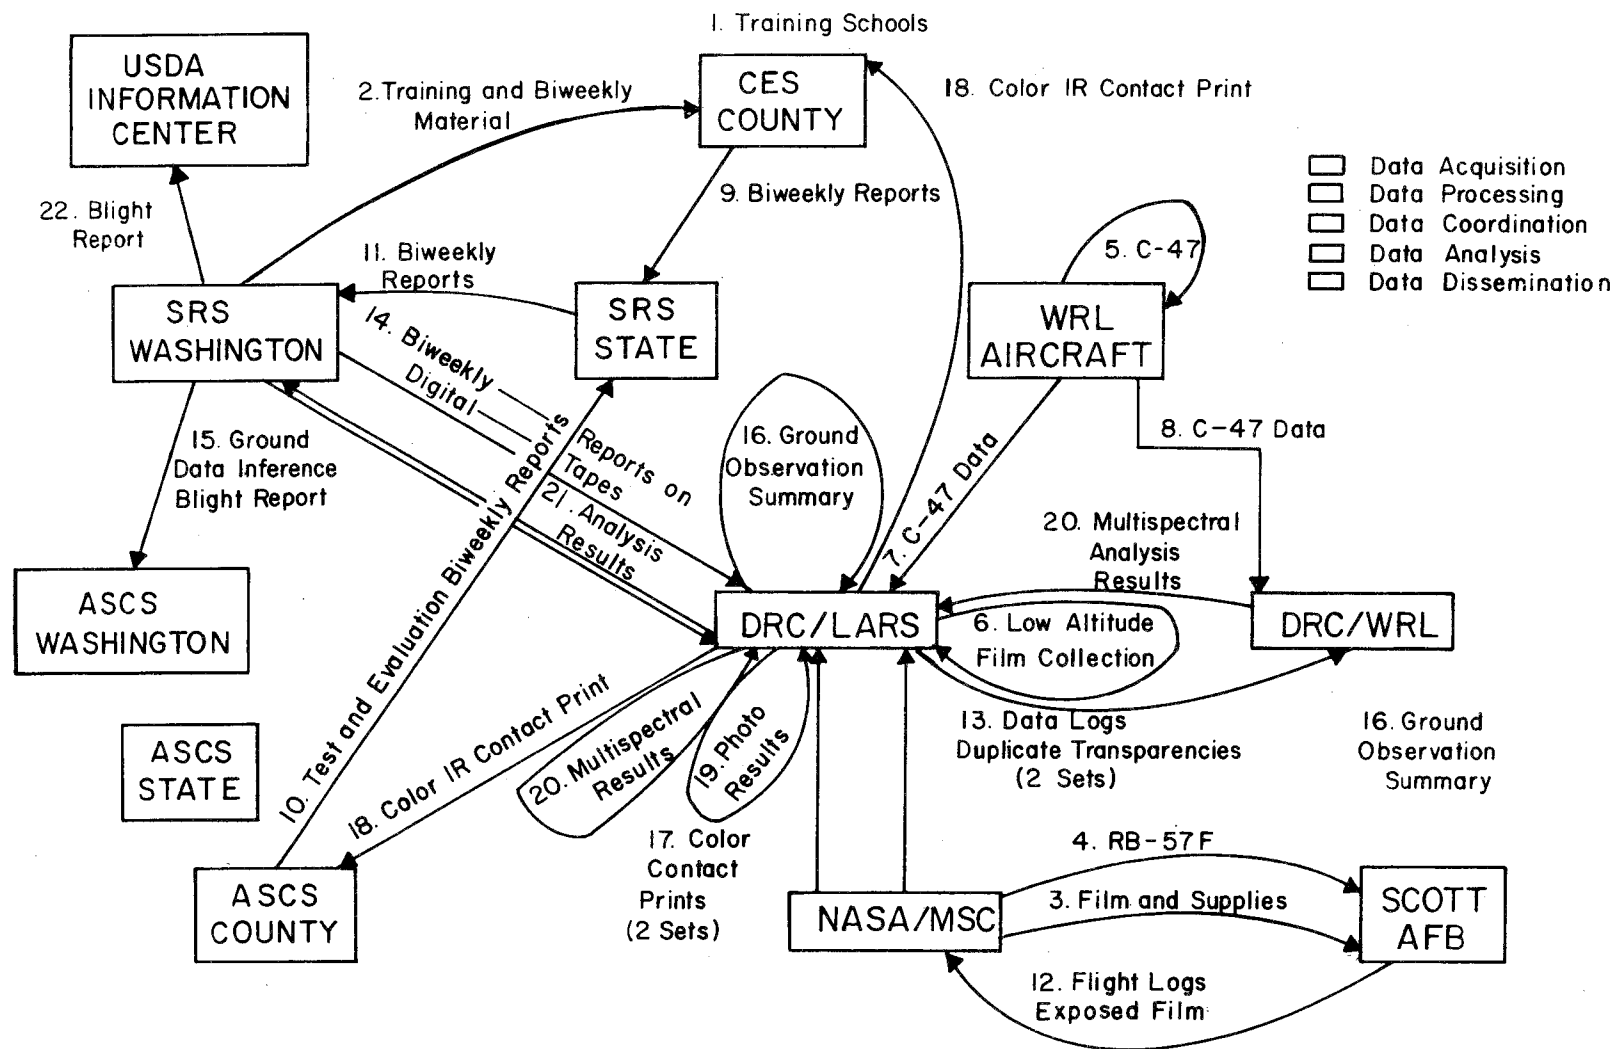 1. Training Schools
USDA
INFORMATION
CENTER
2. Training and Biweekly
Material
CES
COUNTY
18. Color IR Contact Print
Data Acquisition
Data Processing
Data Coordination
Data Analysis
Data Dissemination
22. Blight
Report
9. Biweekly Reports
11. Biweekly
Reports
5. C-47
SRS
WASHINGTON
SRS
STATE
WRL
AIRCRAFT
14. Biweekly Reports on
Digital Tapes
15. Ground
Data Inference
Blight Report
16. Ground
Observation
Summary
7. C-47 Data
8. C-47 Data
21. Analysis
Results
20. Multispectral
Analysis
Results
10. Test and Evaluation Biweekly Reports
ASCS
WASHINGTON
DRC/LARS
6. Low Altitude
Film Collection
DRC/WRL
18. Color IR Contact Print
20. Multispectral
Results
19. Photo
Results
13. Data Logs
Duplicate Transparencies
(2 Sets)
16. Ground
Observation
Summary
ASCS
STATE
17. Color
Contact
Prints
(2 Sets)
4. RB-57F
3. Film and Supplies
ASCS
COUNTY
NASA/MSC
SCOTT
AFB
12. Flight Logs
Exposed Film